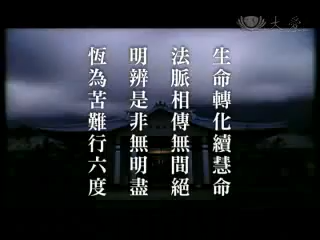 大愛
生命轉化續慧命
法脈相傳無間絕
明辨是非無明盡
恆為苦難行六度